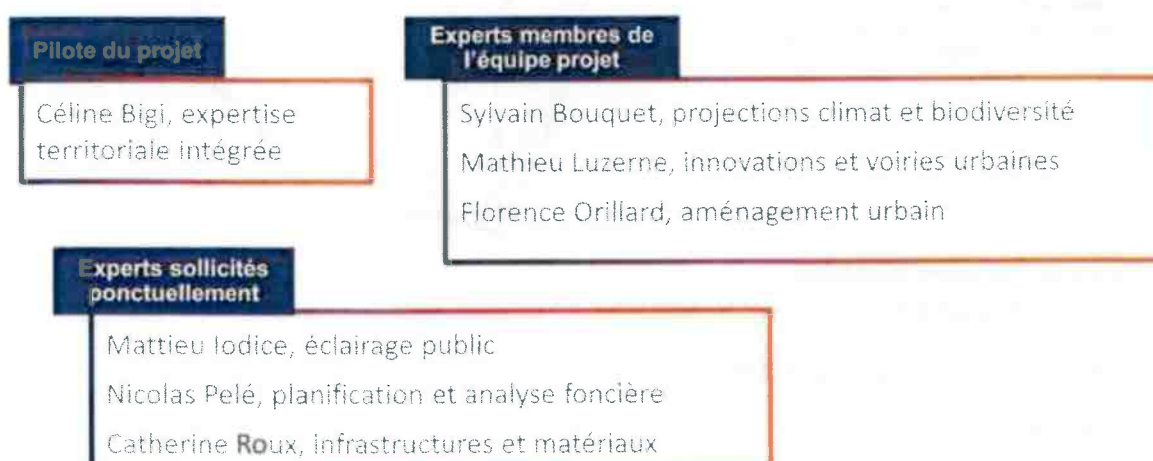 Pilote du projet
Céline Bigi, expertise
territoriale intégrée
Experts membres de
l'équipe projet
Sylvain Bouquet, projections climat et biodiversité
Mathieu Luzerne, innovations et voiries urbaines
Florence Orillard, aménagement urbain
Experts sollicités
ponctuellement
Mattieu Iodice, éclairage public
Nicolas Pelé, planification et analyse foncière
Catherine Roux, infrastructures et matériaux